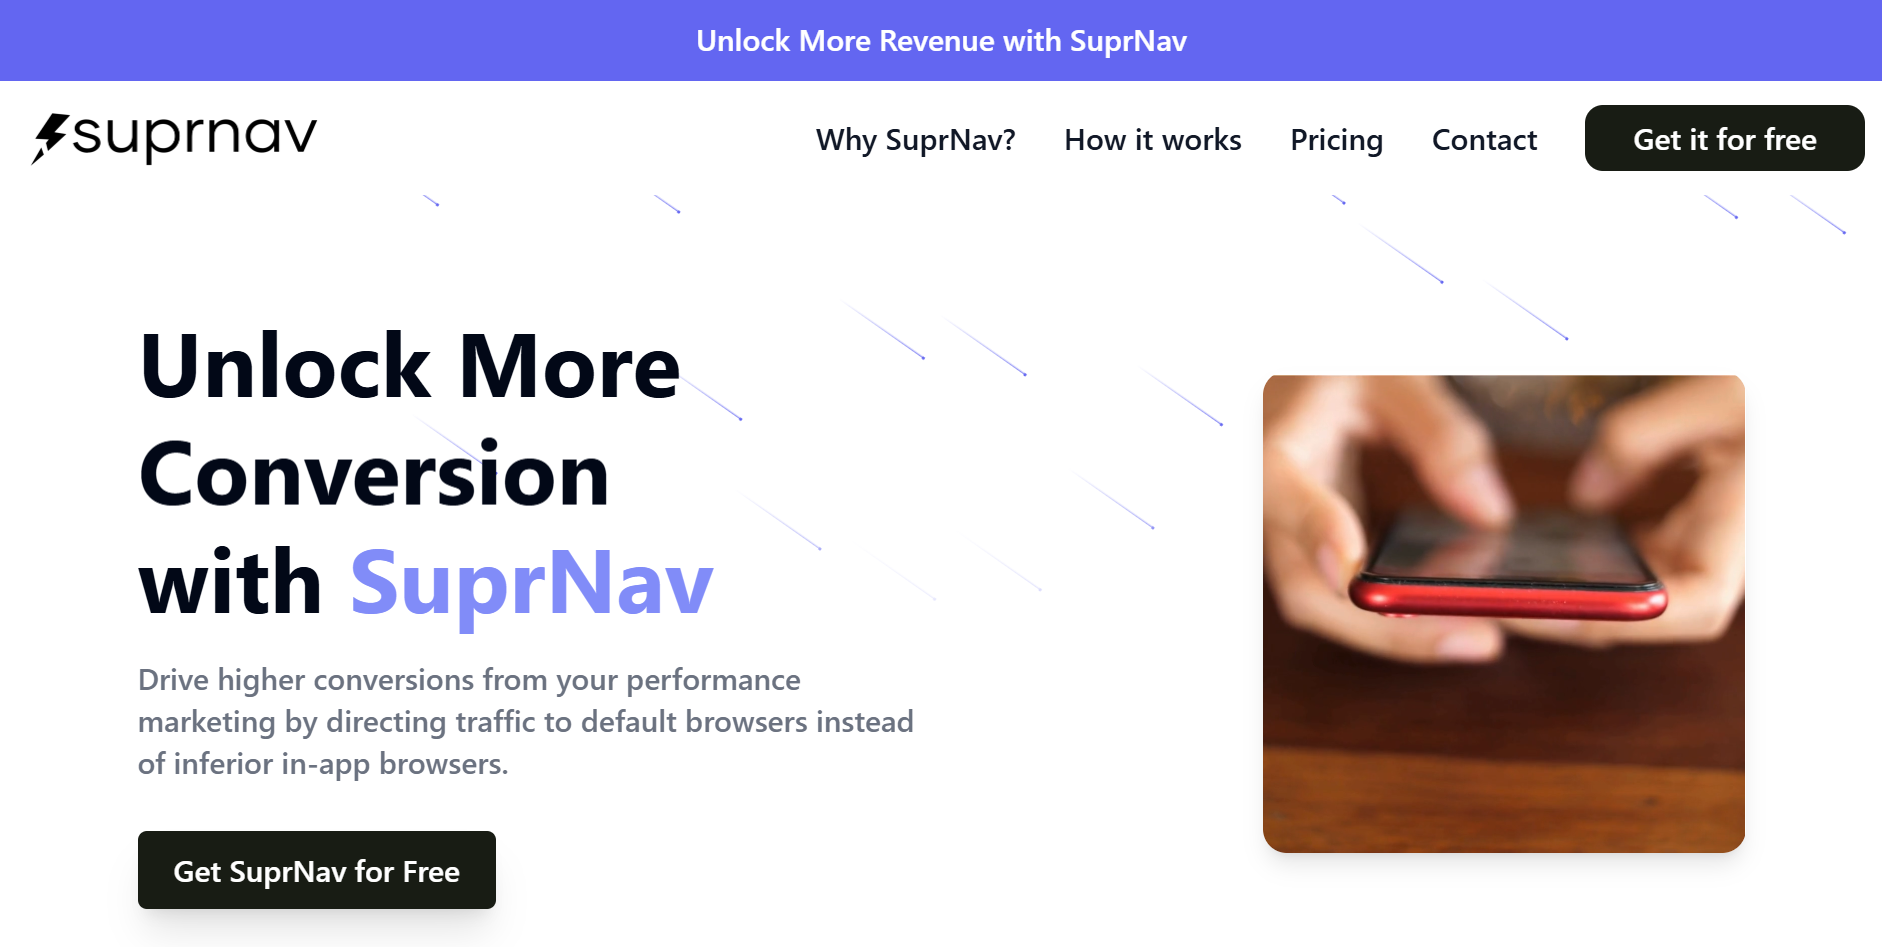 Unlock More Revenue with SuprNav
suprnav
Why SuprNav?
How it works
Pricing
Contact
Get it for free
Unlock More
Conversion
with SuprNav
Drive higher conversions from your performance
marketing by directing traffic to default browsers instead
of inferior in-app browsers.
Get SuprNav for Free